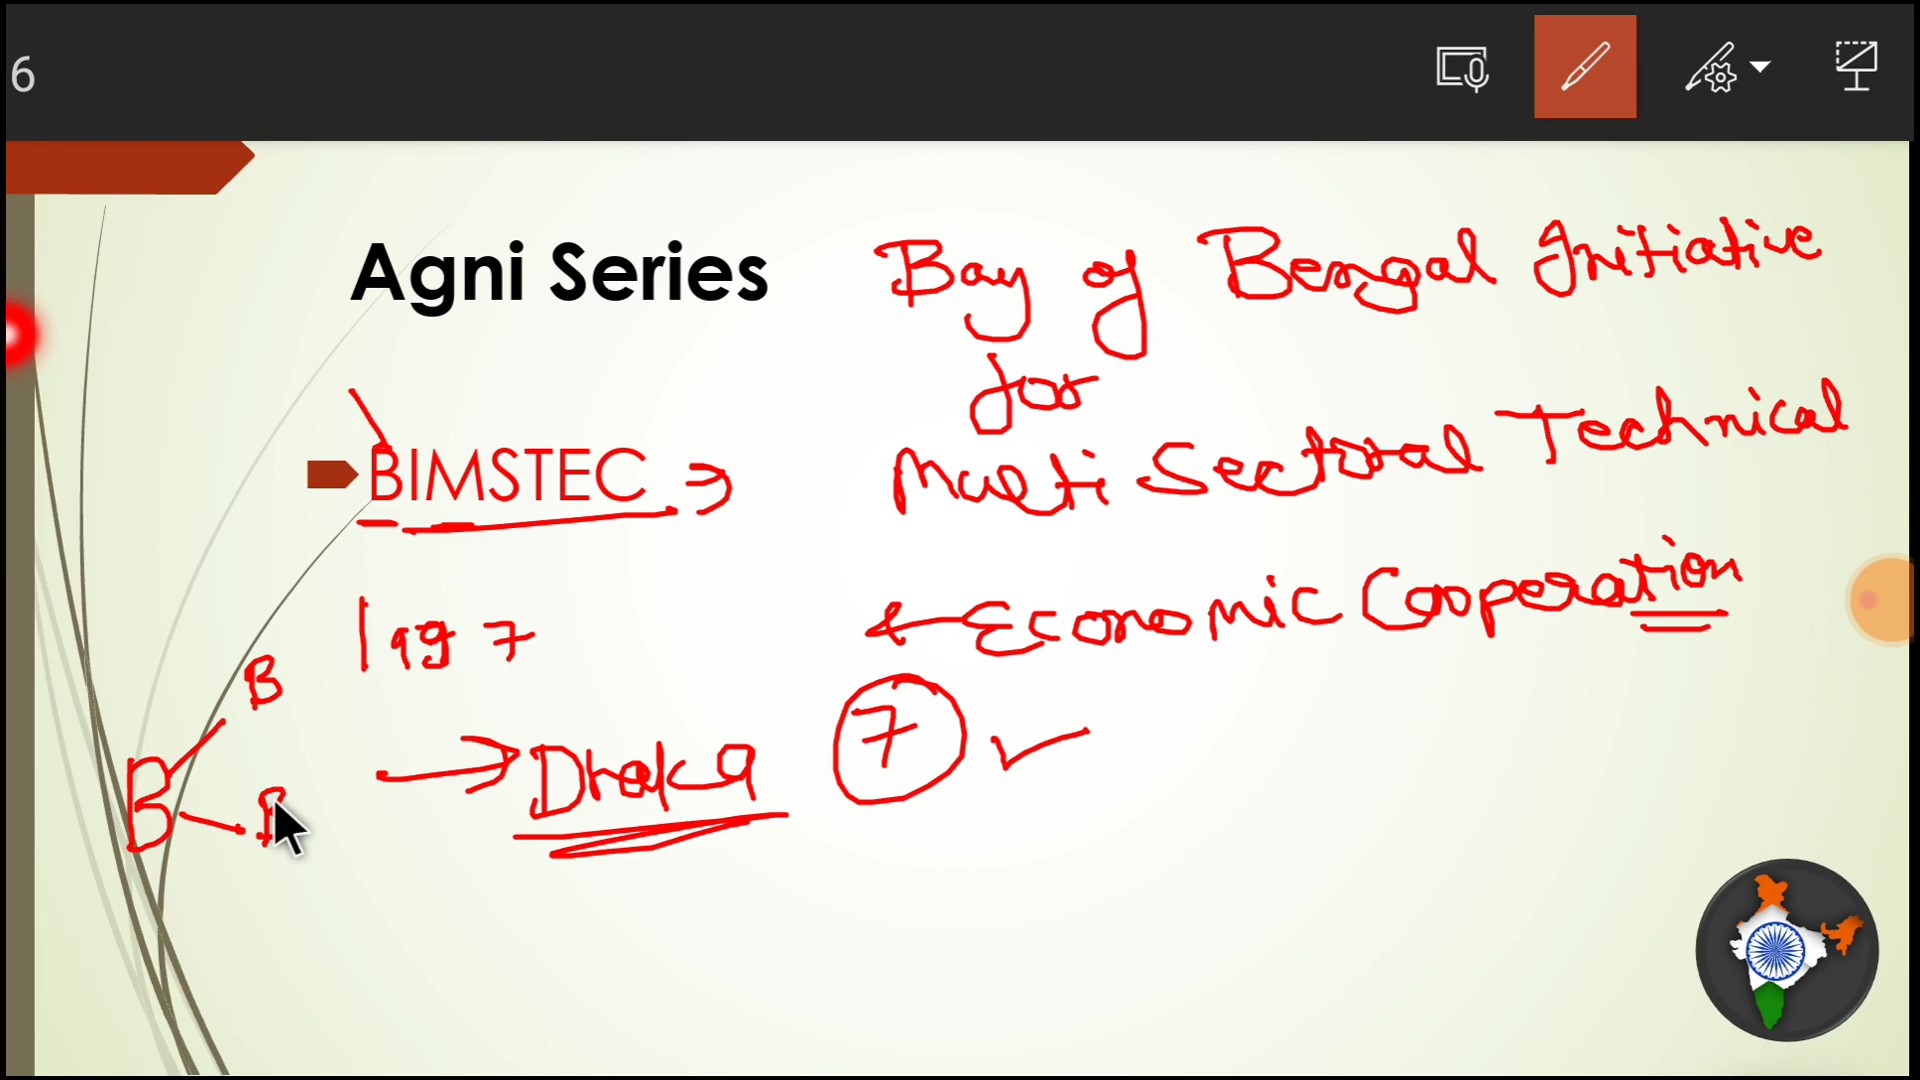 6
Agni Series
Bay of Bengal Initiative
for
BIMSTEC ⇒
Multi Sectoral Technical
Economic Cooperation
1997
B
7
→ Dhaka
B
B